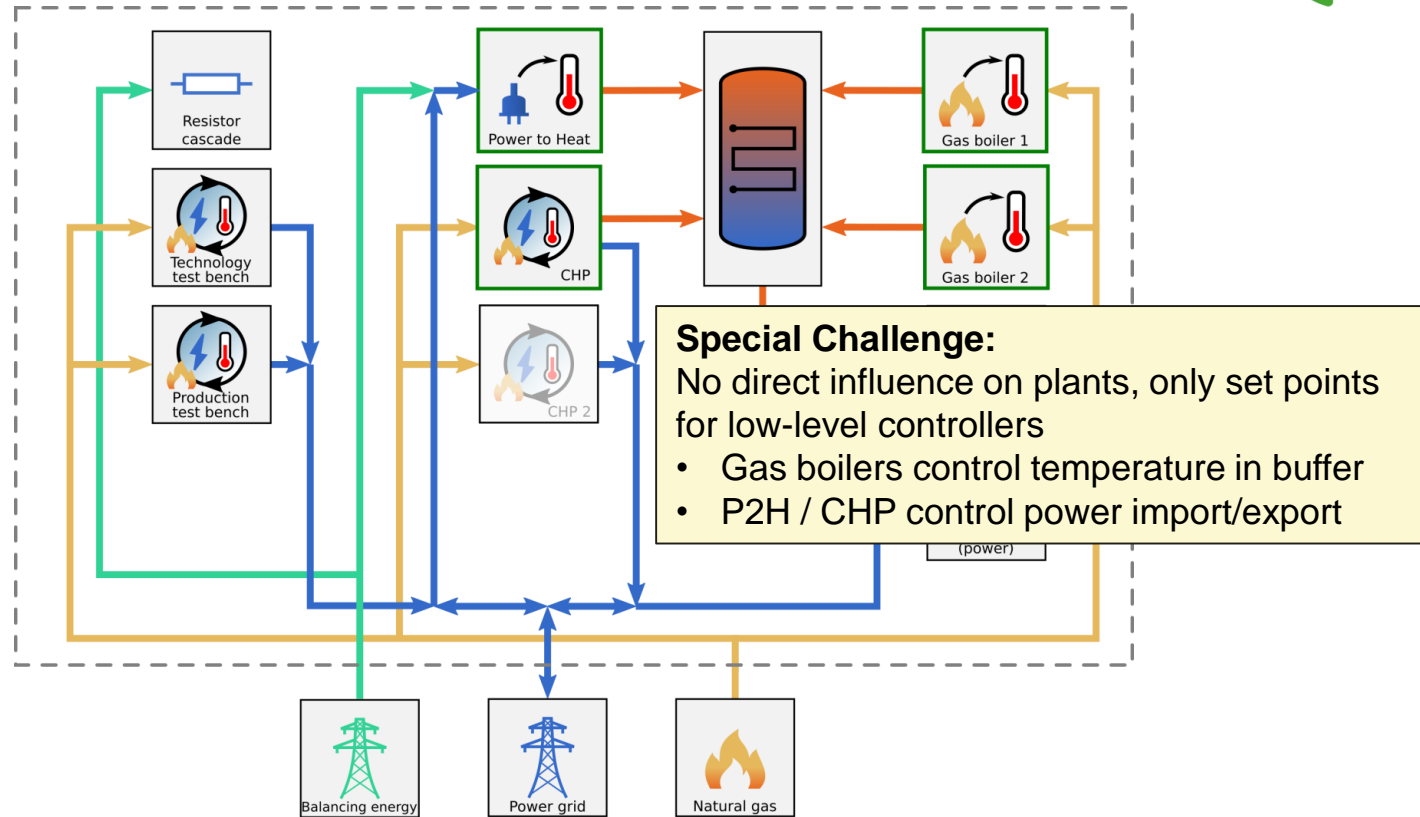 Resistor
cascade
Power to Heat
Gas boiler 1
Technology
test bench
CHP
Gas boiler 2
Production
test bench
CHP 2
Special Challenge:
No direct influence on plants, only set points
for low-level controllers
• Gas boilers control temperature in buffer
• P2H / CHP control power import/export
(power)
Balancing energy
Power grid
Natural gas